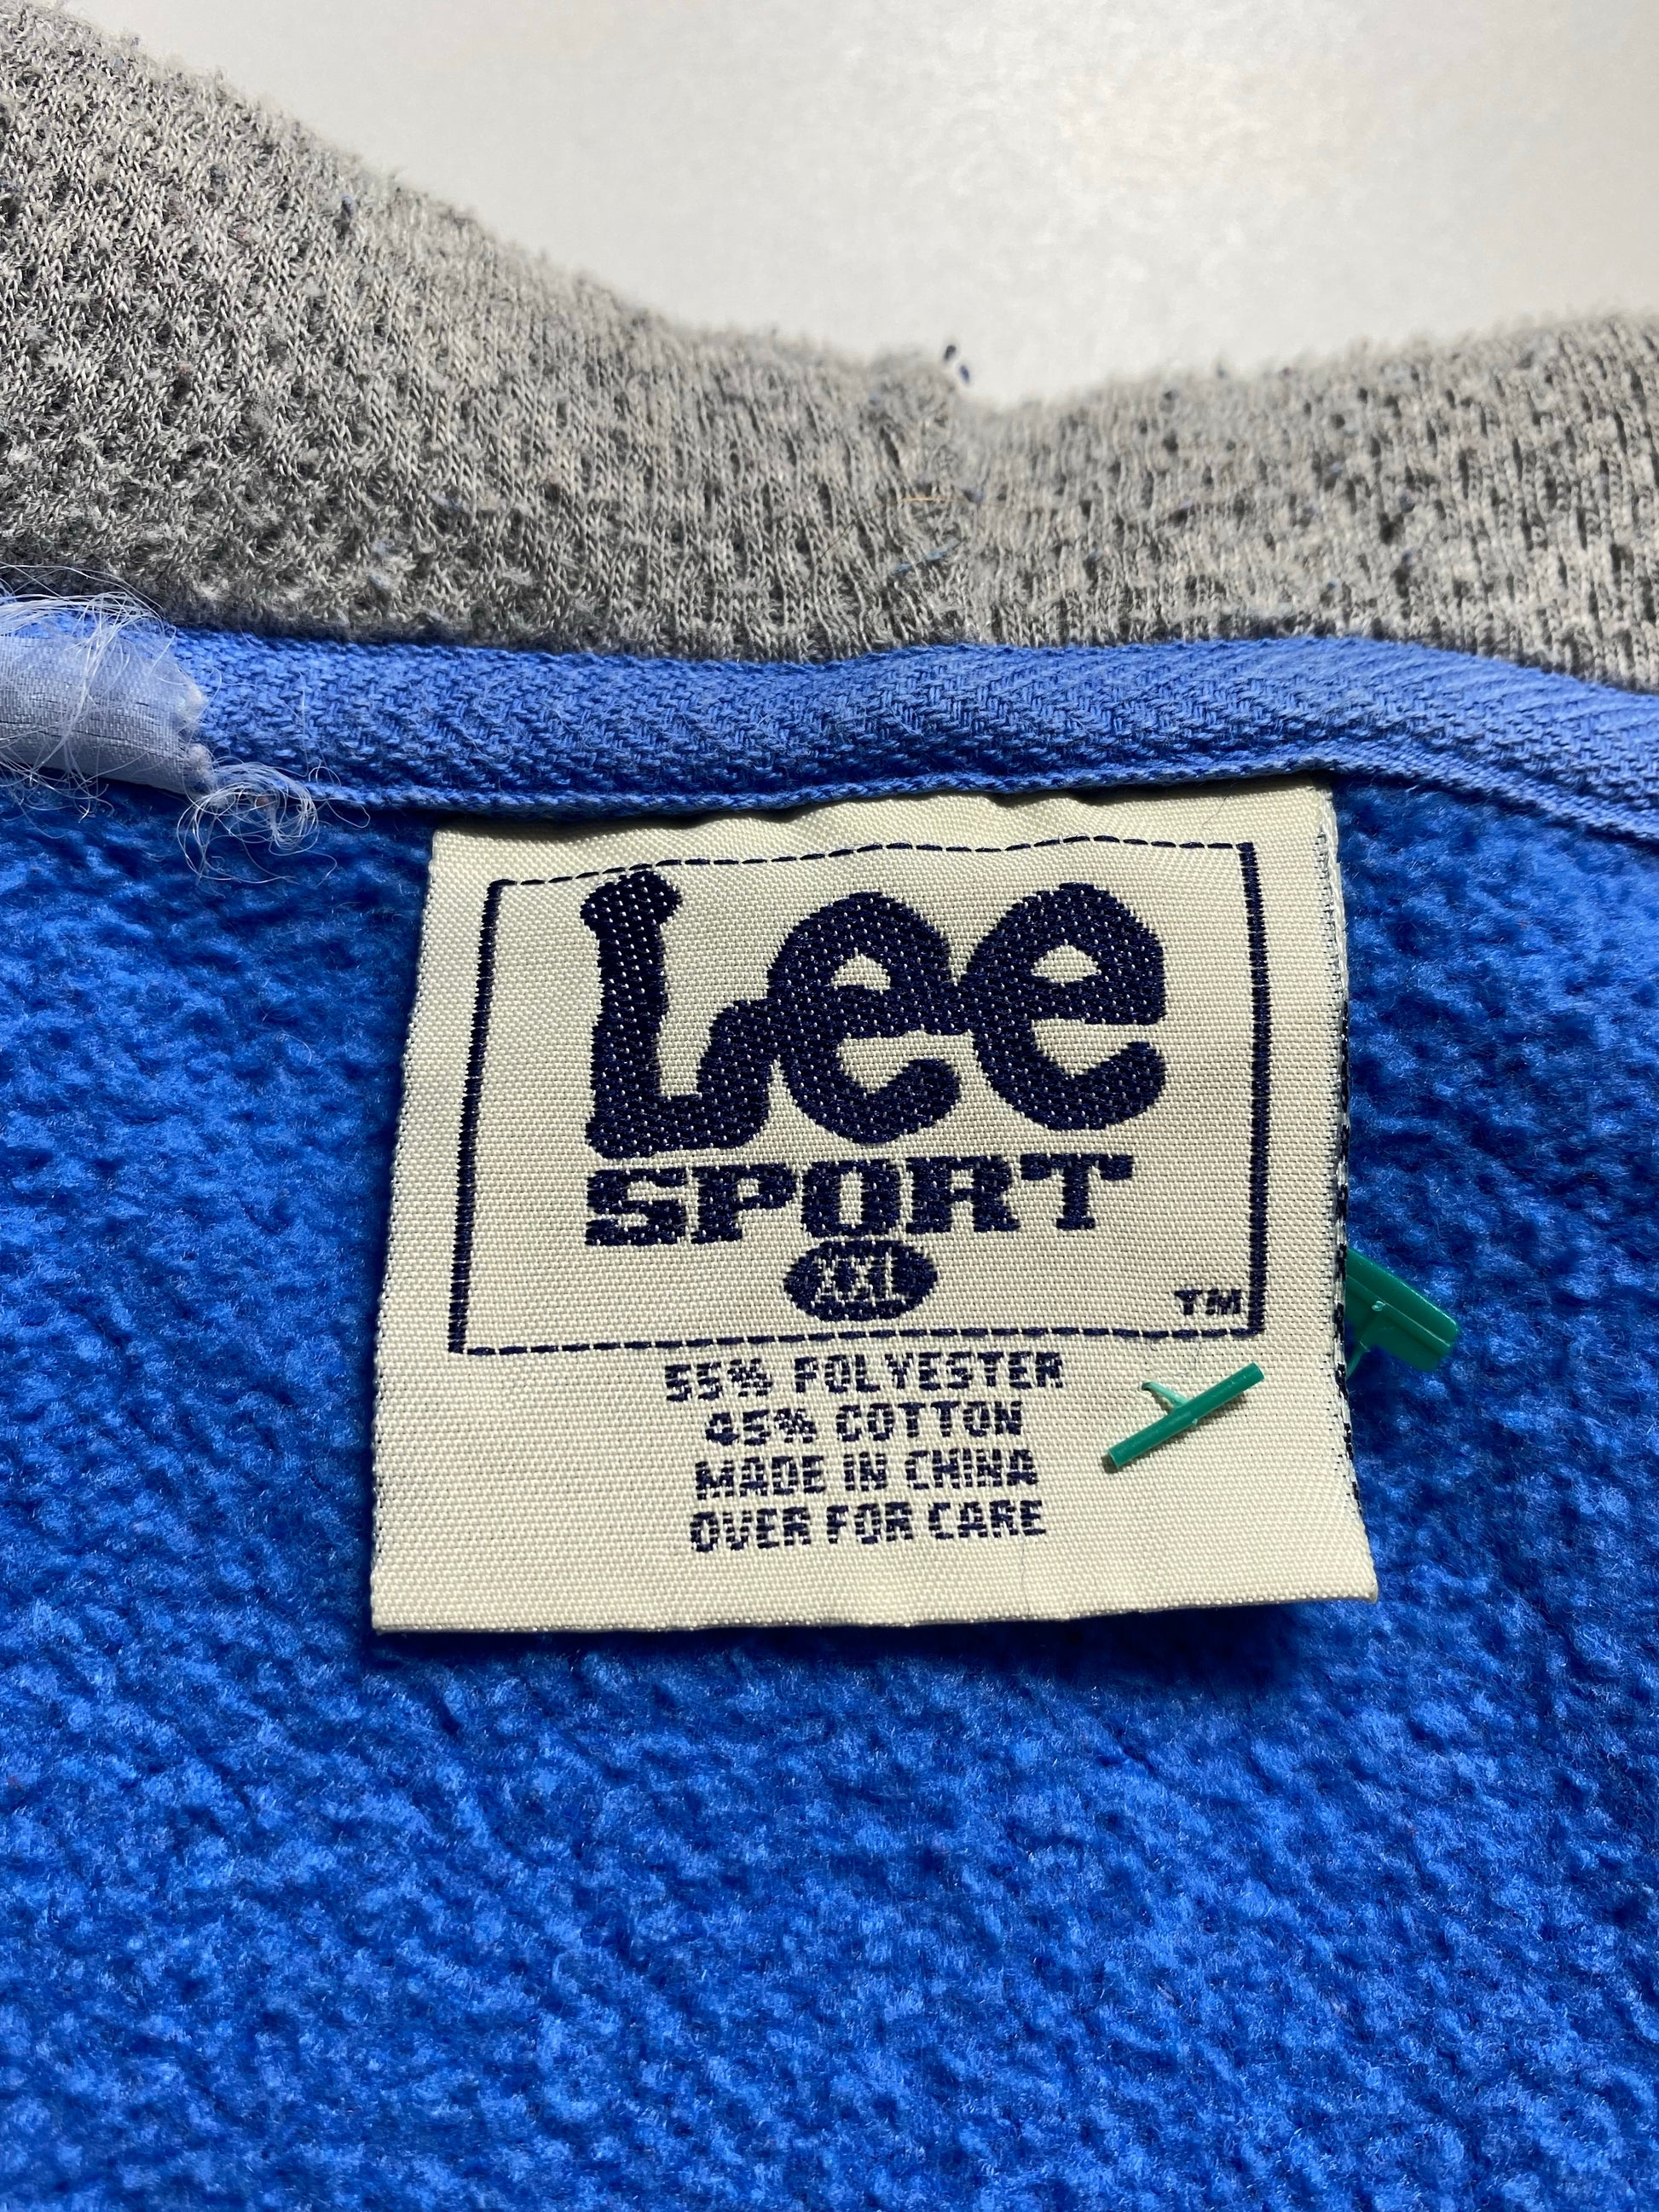 Lee
SPORT
XXL
TM
55% POLYESTER
45% COTTON
MADE IN CHINA
OVER FOR CARE